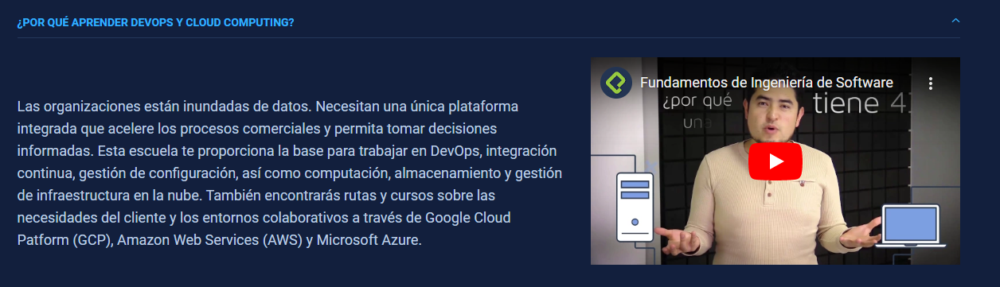 ¿POR QUÉ APRENDER DEVOPS Y CLOUD COMPUTING?
Las organizaciones están inundadas de datos. Necesitan una única plataforma
integrada que acelere los procesos comerciales y permita tomar decisiones
informadas. Esta escuela te proporciona la base para trabajar en DevOps, integración
continua, gestión de configuración, así como computación, almacenamiento y gestión
de infraestructura en la nube. También encontrarás rutas y cursos sobre las
necesidades del cliente y los entornos colaborativos a través de Google Cloud
Patform (GCP), Amazon Web Services (AWS) y Microsoft Azure.
Fundamentos de Ingeniería de Software
¿por qué tiene 4
una